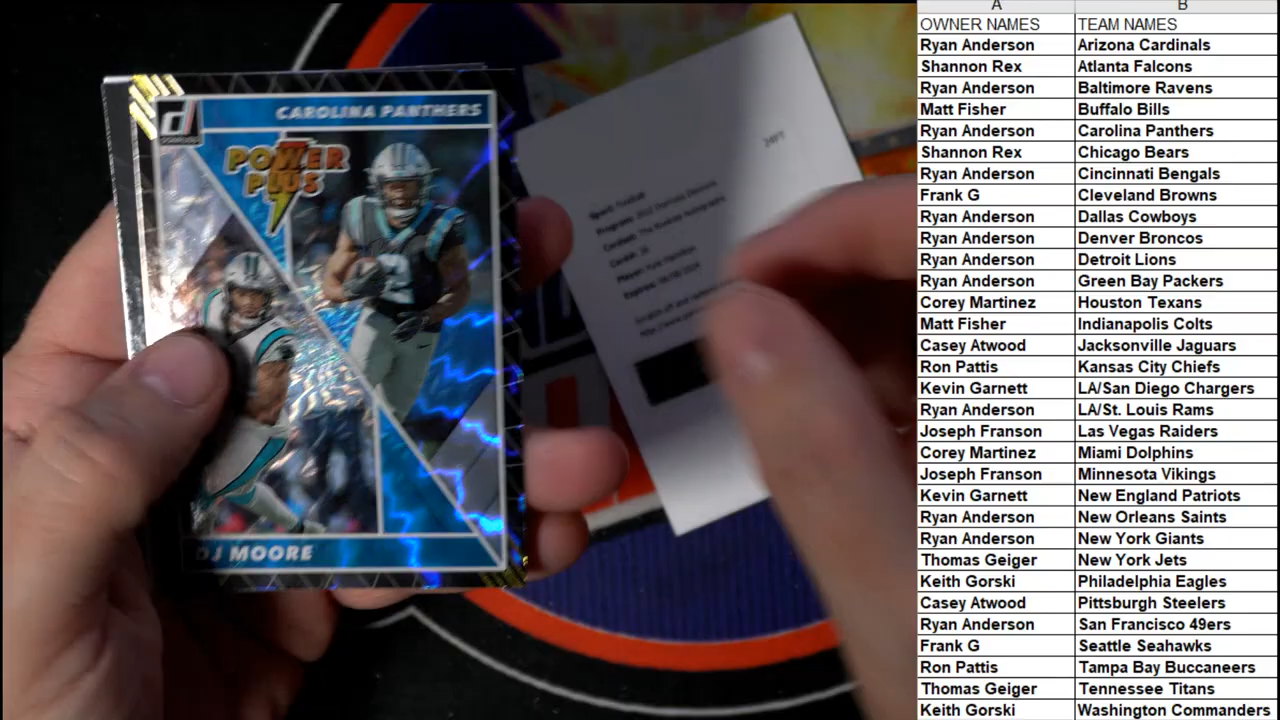 CAROLINA PANTHERS
POWER
PLUS
2
DJ MOORE
Sport: Football
A
B
OWNER NAMES TEAM NAMES
Ryan Anderson Arizona Cardinals
Shannon Rex Atlanta Falcons
Ryan Anderson Baltimore Ravens
Matt Fisher Buffalo Bills
Ryan Anderson Carolina Panthers
Shannon Rex Chicago Bears
Ryan Anderson Cincinnati Bengals
Frank G Cleveland Browns
Ryan Anderson Dallas Cowboys
Ryan Anderson Denver Broncos
Ryan Anderson Detroit Lions
Ryan Anderson Green Bay Packers
Corey Martinez Houston Texans
Matt Fisher Indianapolis Colts
Casey Atwood Jacksonville Jaguars
Ron Pattis Kansas City Chiefs
Kevin Garnett LA/San Diego Chargers
Ryan Anderson LA/St. Louis Rams
Joseph Franson Las Vegas Raiders
Corey Martinez Miami Dolphins
Joseph Franson Minnesota Vikings
Kevin Garnett New England Patriots
Ryan Anderson New Orleans Saints
Ryan Anderson New York Giants
Thomas Geiger New York Jets
Keith Gorski Philadelphia Eagles
Casey Atwood Pittsburgh Steelers
Ryan Anderson San Francisco 49ers
Frank G Seattle Seahawks
Ron Pattis Tampa Bay Buccaneers
Thomas Geiger Tennessee Titans
Keith Gorski Washington Commanders